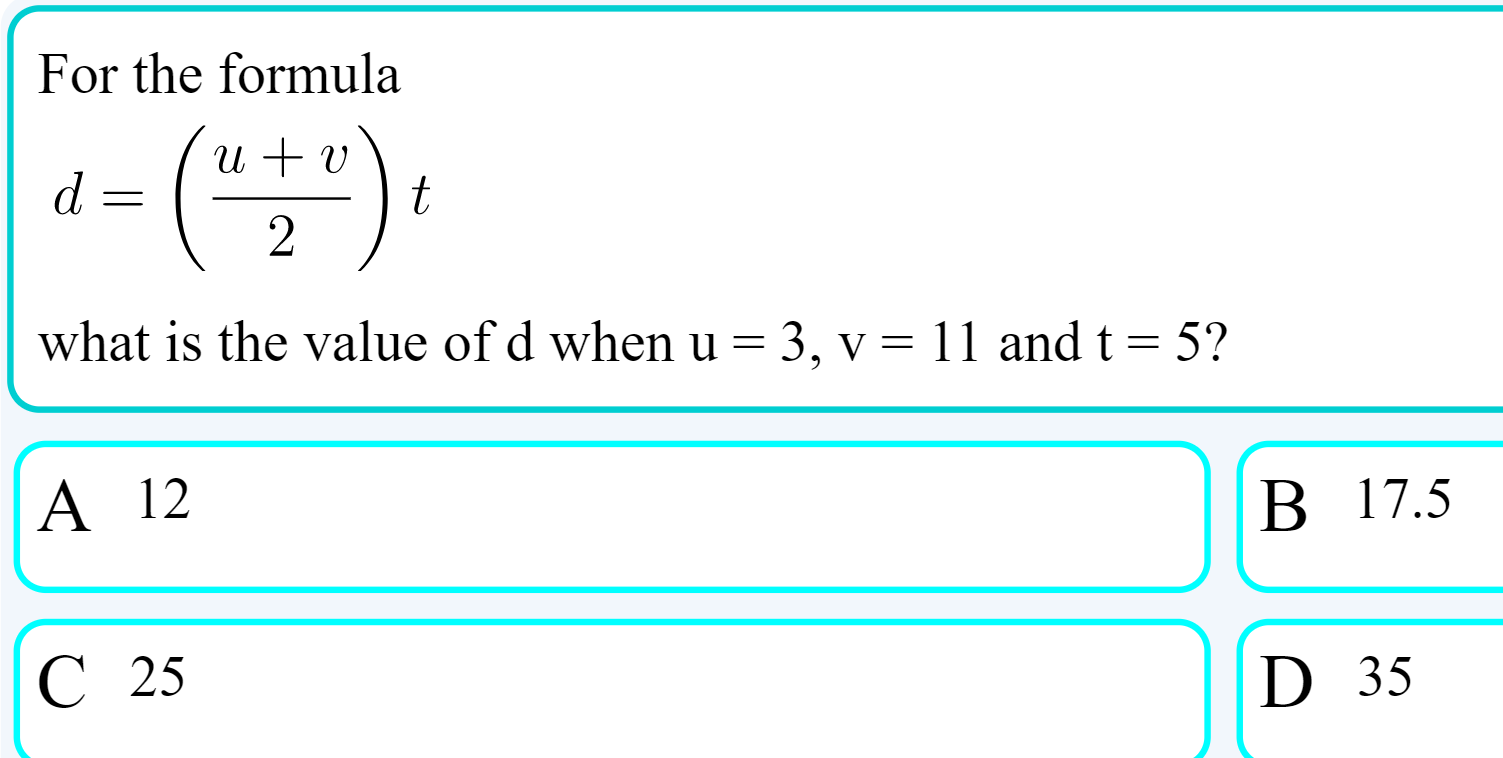 For the formula
d = ( u + v / 2 ) t
what is the value of d when u = 3, v = 11 and t = 5?
A 12
B 17.5
C 25
D 35